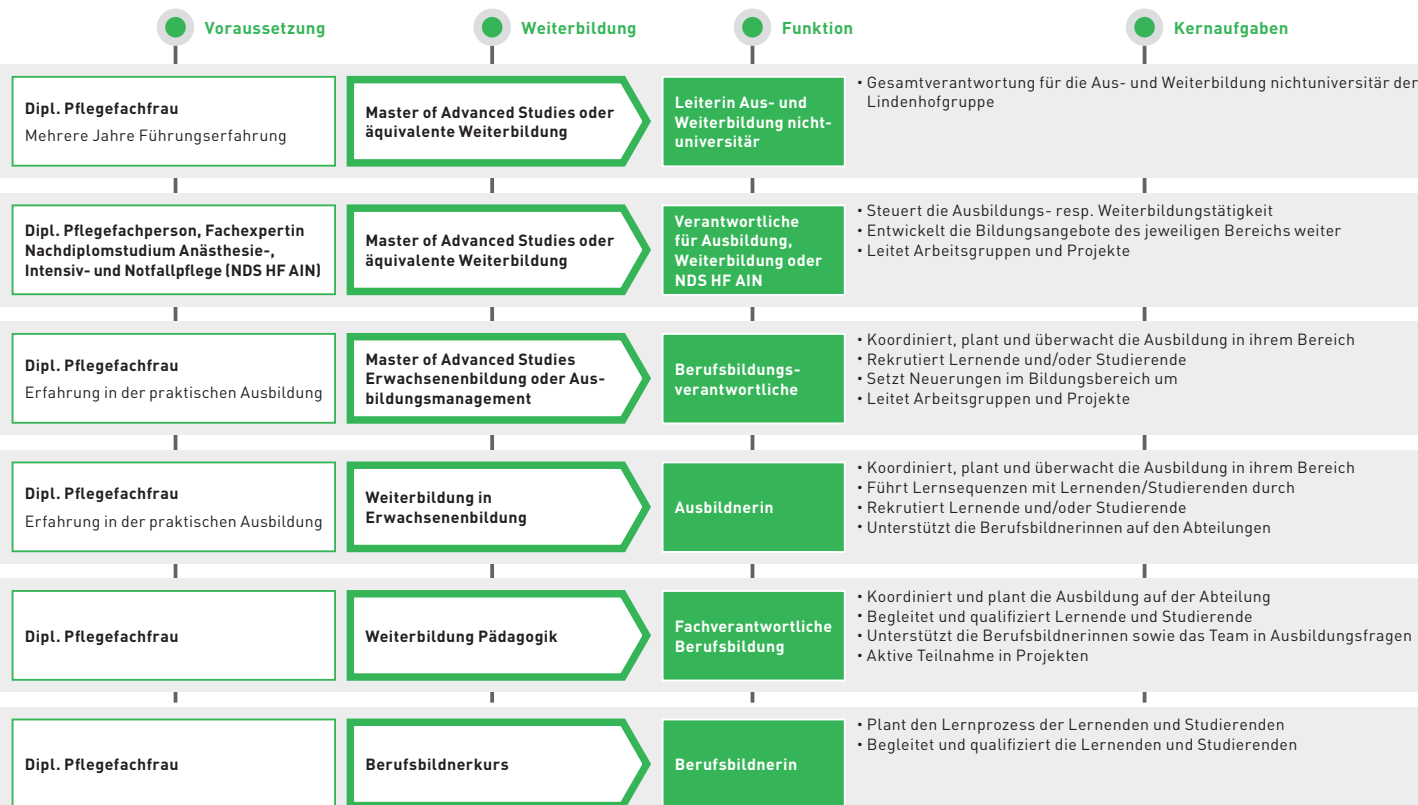 Voraussetzung
Weiterbildung
Funktion
Kernaufgaben
Dipl. Pflegefachfrau
Mehrere Jahre Führungserfahrung
Master of Advanced Studies oder
äquivalente Weiterbildung
Leiterin Aus- und
Weiterbildung nicht-
universitär
• Gesamtverantwortung für die Aus- und Weiterbildung nichtuniversitär der
Lindenhofgruppe
Dipl. Pflegefachperson, Fachexpertin
Nachdiplomstudium Anästhesie-,
Intensiv- und Notfallpflege (NDS HF AIN)
Master of Advanced Studies oder
äquivalente Weiterbildung
Verantwortliche
für Ausbildung,
Weiterbildung oder
NDS HF AIN
• Steuert die Ausbildungs- resp. Weiterbildungstätigkeit
• Entwickelt die Bildungsangebote des jeweiligen Bereichs weiter
• Leitet Arbeitsgruppen und Projekte
Dipl. Pflegefachfrau
Erfahrung in der praktischen Ausbildung
Master of Advanced Studies
Erwachsenenbildung oder Aus-
bildungsmanagement
Berufsbildungs-
verantwortliche
• Koordiniert, plant und überwacht die Ausbildung in ihrem Bereich
• Rekrutiert Lernende und/oder Studierende
• Setzt Neuerungen im Bildungsbereich um
• Leitet Arbeitsgruppen und Projekte
Dipl. Pflegefachfrau
Erfahrung in der praktischen Ausbildung
Weiterbildung in
Erwachsenenbildung
Ausbildnerin
• Koordiniert, plant und überwacht die Ausbildung in ihrem Bereich
• Führt Lernsequenzen mit Lernenden/Studierenden durch
• Rekrutiert Lernende und/oder Studierende
• Unterstützt die Berufsbildnerinnen auf den Abteilungen
Dipl. Pflegefachfrau
Weiterbildung Pädagogik
Fachverantwortliche
Berufsbildung
• Koordiniert und plant die Ausbildung auf der Abteilung
• Begleitet und qualifiziert Lernende und Studierende
• Unterstützt die Berufsbildnerinnen sowie das Team in Ausbildungsfragen
• Aktive Teilnahme in Projekten
Dipl. Pflegefachfrau
Berufsbildnerkurs
Berufsbildnerin
• Plant den Lernprozess der Lernenden und Studierenden
• Begleitet und qualifiziert die Lernenden und Studierenden